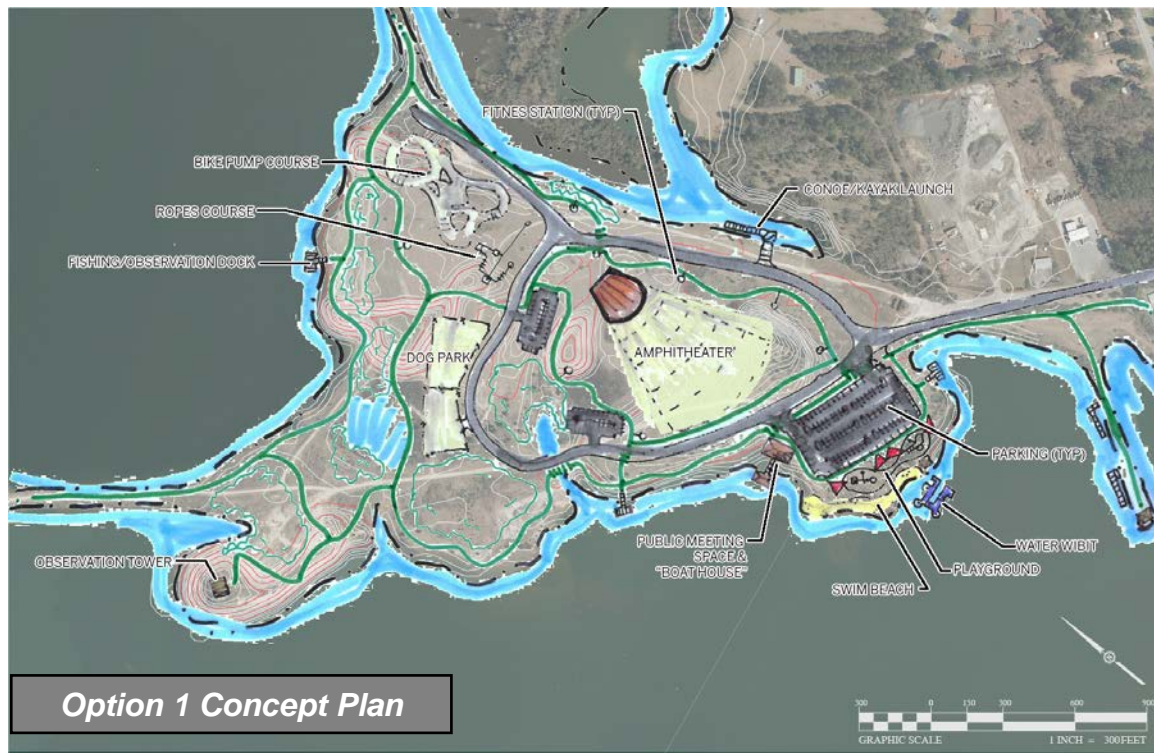 FITNES STATION (TYP)
BIKE PUMP COURSE
CONOE/KAYAK LAUNCH
ROPES COURSE
FISHING/OBSERVATION DOCK
DOG PARK
AMPHITHEATER
PARKING (TYP)
OBSERVATION TOWER
PUBLIC MEETING
SPACE &
"BOAT HOUSE"
WATER WIBIT
PLAYGROUND
SWIM BEACH
Option 1 Concept Plan
300 0 150 300 600 900
GRAPHIC SCALE 1 INCH = 300FEET